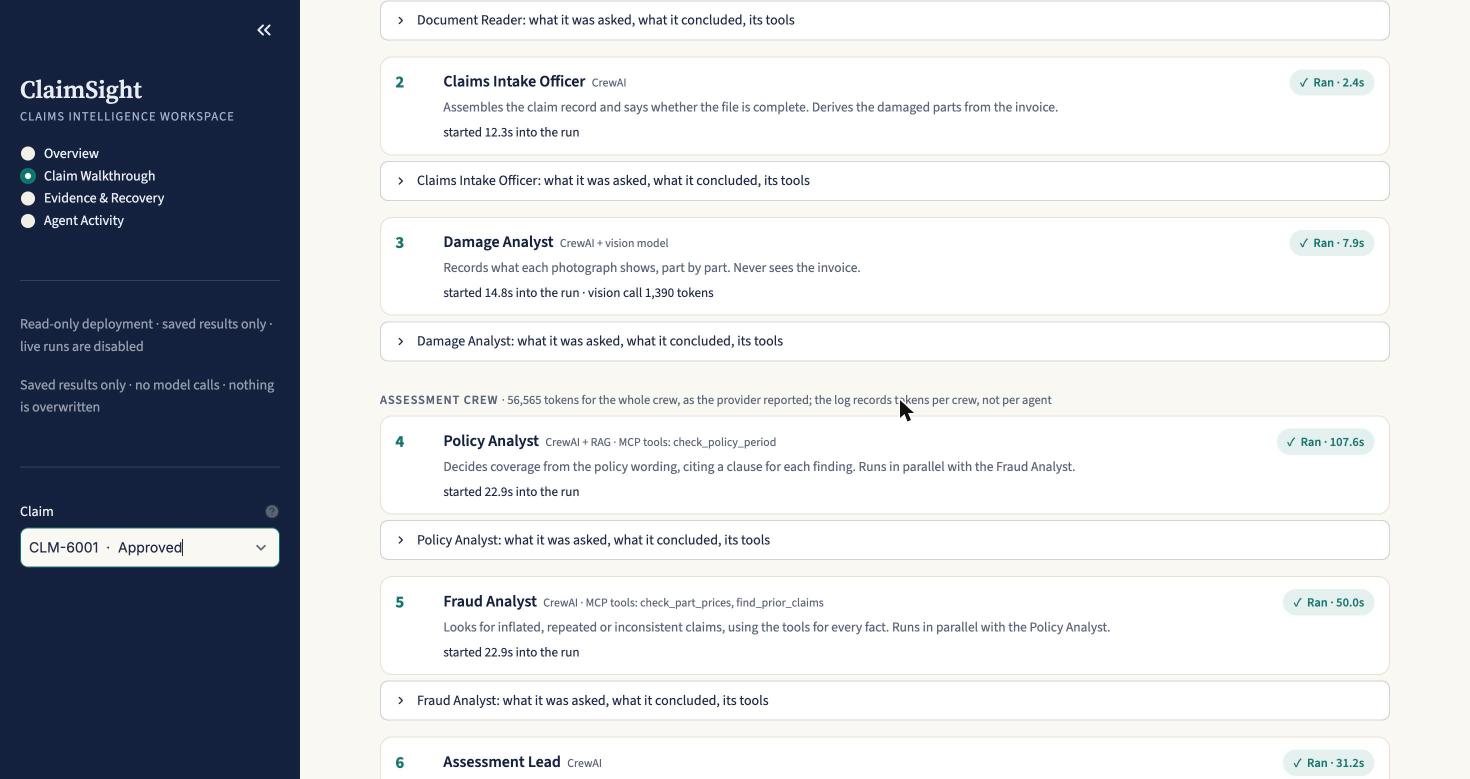 ClaimSight
CLAIMS INTELLIGENCE WORKSPACE
Overview
Claim Walkthrough
Evidence & Recovery
Agent Activity
Read-only deployment · saved results only ·
live runs are disabled
Saved results only · no model calls · nothing
is overwritten
Claim
?
CLM-6001 · Approved
Document Reader: what it was asked, what it concluded, its tools
2 Claims Intake Officer CrewAI ✓ Ran · 2.4s
Assembles the claim record and says whether the file is complete. Derives the damaged parts from the invoice.
started 12.3s into the run
Claims Intake Officer: what it was asked, what it concluded, its tools
3 Damage Analyst CrewAI + vision model ✓ Ran · 7.9s
Records what each photograph shows, part by part. Never sees the invoice.
started 14.8s into the run · vision call 1,390 tokens
Damage Analyst: what it was asked, what it concluded, its tools
ASSESSMENT CREW · 56,565 tokens for the whole crew, as the provider reported; the log records tokens per crew, not per agent
4 Policy Analyst CrewAI + RAG · MCP tools: check_policy_period ✓ Ran · 107.6s
Decides coverage from the policy wording, citing a clause for each finding. Runs in parallel with the Fraud Analyst.
started 22.9s into the run
Policy Analyst: what it was asked, what it concluded, its tools
5 Fraud Analyst CrewAI · MCP tools: check_part_prices, find_prior_claims ✓ Ran · 50.0s
Looks for inflated, repeated or inconsistent claims, using the tools for every fact. Runs in parallel with the Policy Analyst.
started 22.9s into the run
Fraud Analyst: what it was asked, what it concluded, its tools
6 Assessment Lead CrewAI ✓ Ran · 31.2s